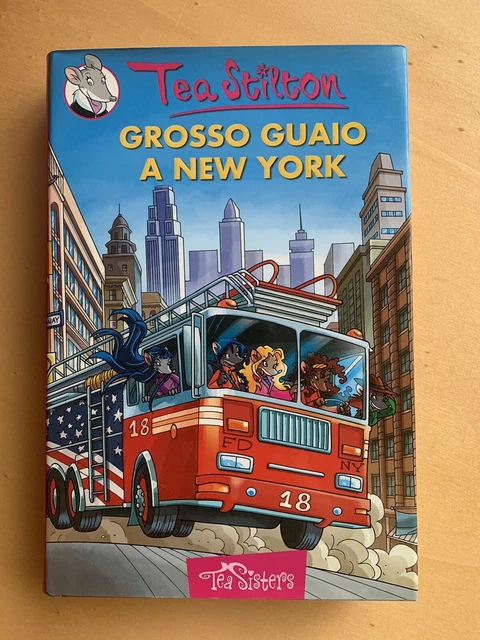 Tea Stilton
GROSSO GUAIO
A NEW YORK
18
FD
NY
18
Tea Sisters